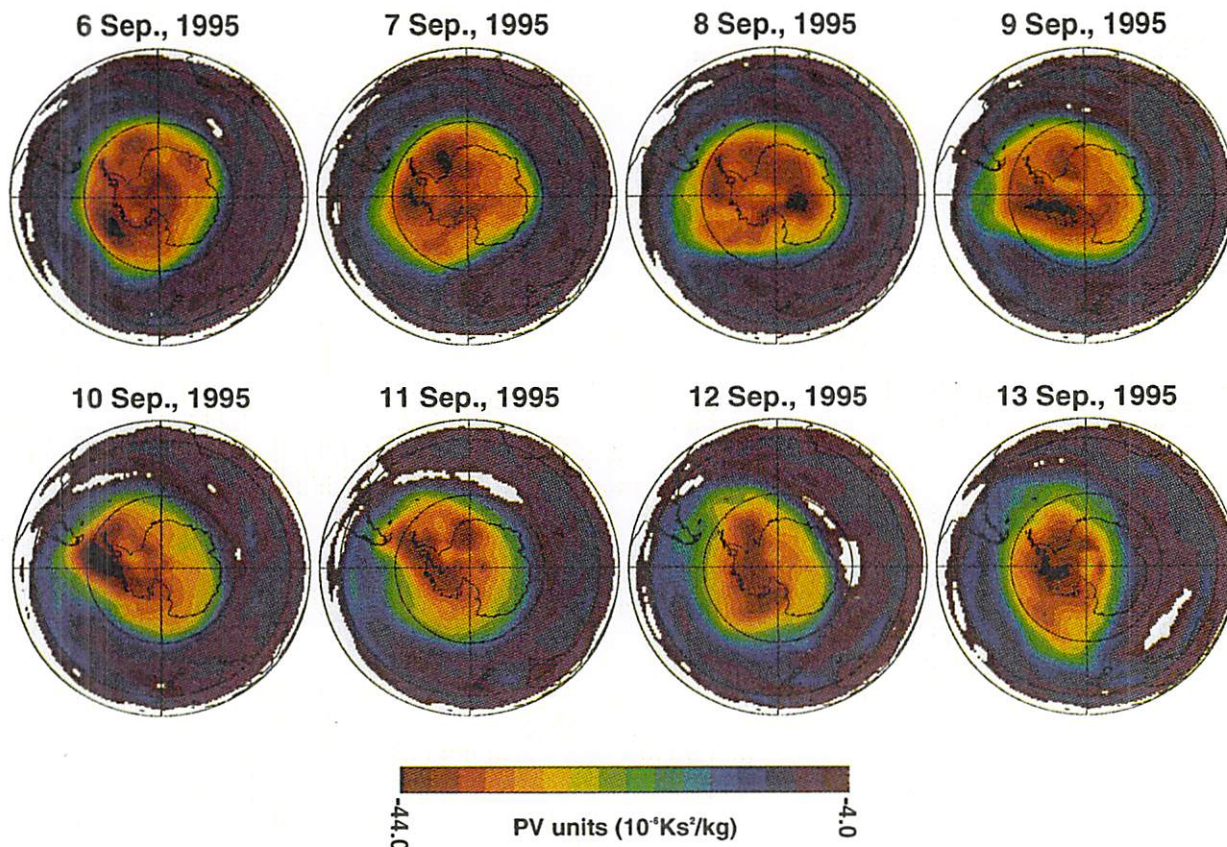 6 Sep., 1995
7 Sep., 1995
8 Sep., 1995
9 Sep., 1995
10 Sep., 1995
11 Sep., 1995
12 Sep., 1995
13 Sep., 1995
-44.0
-4.0
PV units (10⁻⁶Ks²/kg)